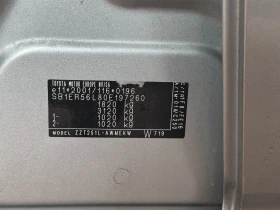 TOYOTA MOTOR EUROPE NV/SA
e11*2001/116*0196
SB1ER56L80E197260
1620 kg
3120 kg
1- 1020 kg
2- 1020 kg
MODEL ZZT251L-AWMEKW W 719